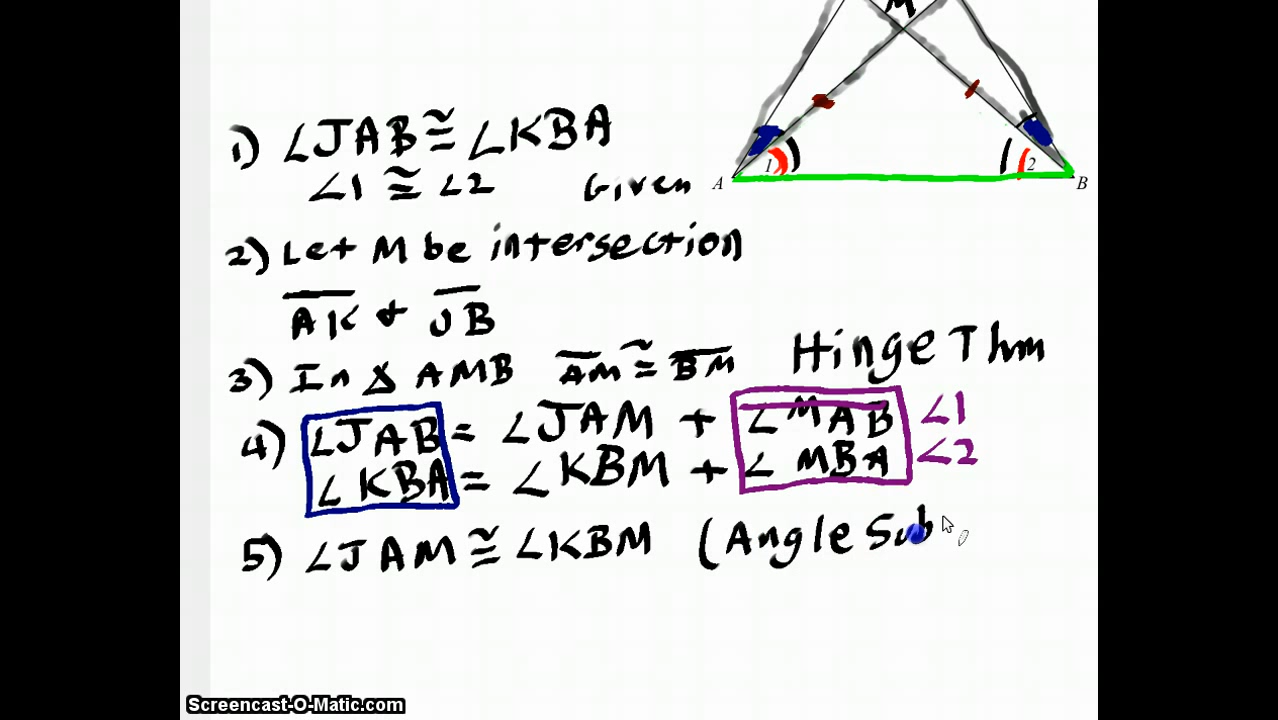 M
1) ∠JAB ≅ ∠KBA
∠1 ≅ ∠2 Given
A 1 2 B
2) Let M be intersection
AK & JB
3) In △ AMB AM ≅ BM Hinge Thm
4) ∠JAB = ∠JAM + ∠MAB ∠1
∠KBA = ∠KBM + ∠MBA ∠2
5) ∠JAM ≅ ∠KBM (Angle Sub
Screencast-O-Matic.com